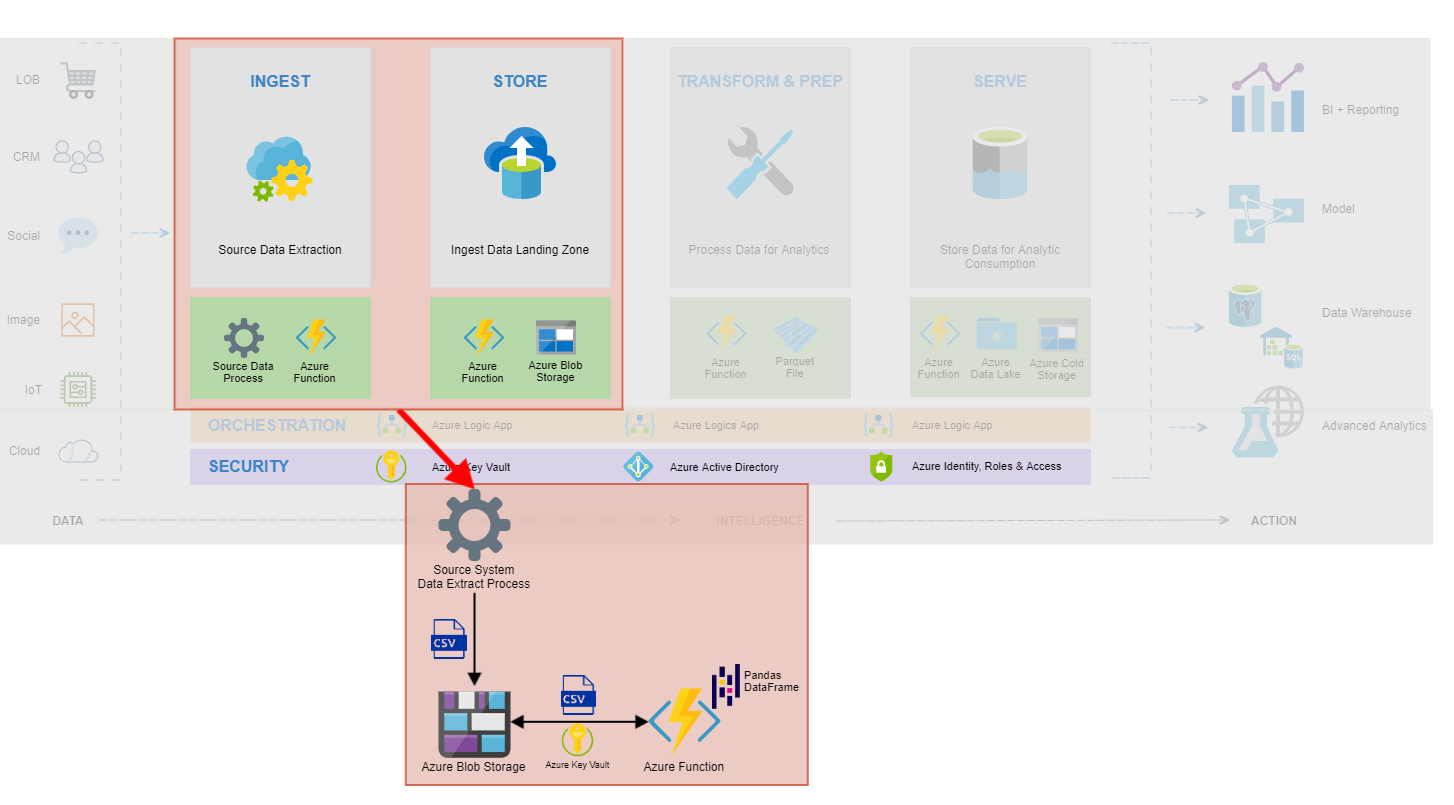 LOB
CRM
Social
Image
IoT
Cloud
INGEST
Source Data Extraction
Source Data
Process
Azure
Function
STORE
Ingest Data Landing Zone
Azure
Function
Azure Blob
Storage
TRANSFORM & PREP
Process Data for Analytics
Azure
Function
Parquet
File
SERVE
Store Data for Analytic
Consumption
Azure
Function
Azure
Data Lake
Azure Cold
Storage
BI + Reporting
Model
Data Warehouse
SQL
Advanced Analytics
ORCHESTRATION
Azure Logic App
Azure Logics App
Azure Logic App
SECURITY
Azure Key Vault
Azure Active Directory
Azure Identity, Roles & Access
DATA
INTELLIGENCE
ACTION
Source System
Data Extract Process
CSV
Azure Blob Storage
CSV
Azure Key Vault
Pandas
DataFrame
Azure Function